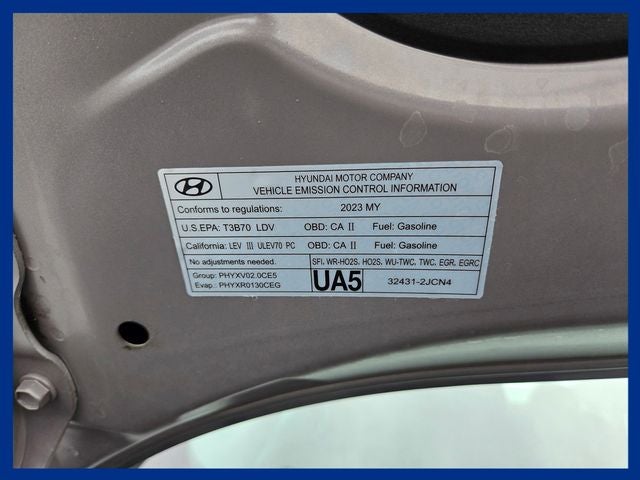 HYUNDAI MOTOR COMPANY
VEHICLE EMISSION CONTROL INFORMATION
Conforms to regulations: 2023 MY
U.S.EPA: T3B70 LDV OBD: CA II Fuel: Gasoline
California: LEV III ULEV70 PC OBD: CA II Fuel: Gasoline
No adjustments needed. SFI, WR-HO2S, HO2S, WU-TWC, TWC, EGR, EGRC
Group: PHYXV02.0CE5
Evap.: PHYXR0130CEG
UA5
32431-2JCN4